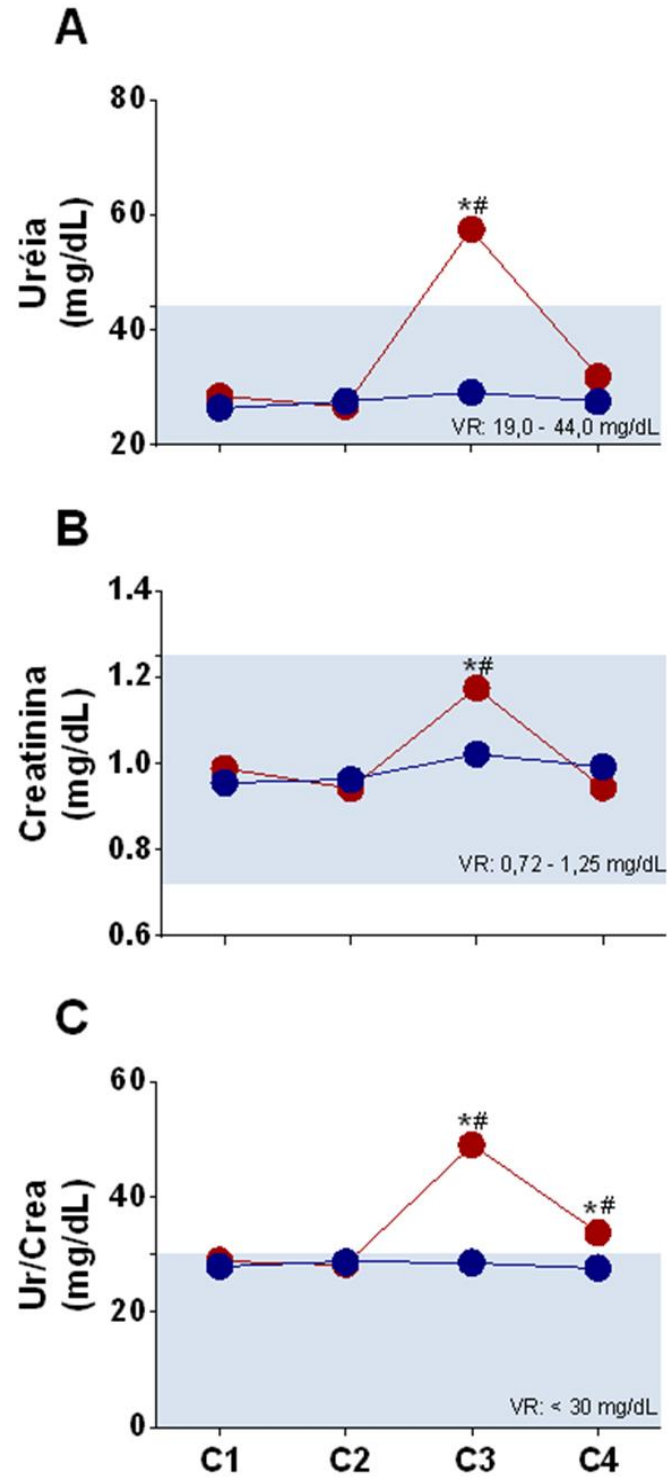 A
80
60
40
20
Uréia
(mg/dL)
*#
VR: 19,0 - 44,0 mg/dL
B
1.4
1.2
1.0
0.8
0.6
Creatinina
(mg/dL)
*#
VR: 0,72 - 1,25 mg/dL
C
60
40
20
0
Ur/Crea
(mg/dL)
*#
*#
VR: < 30 mg/dL
C1 C2 C3 C4